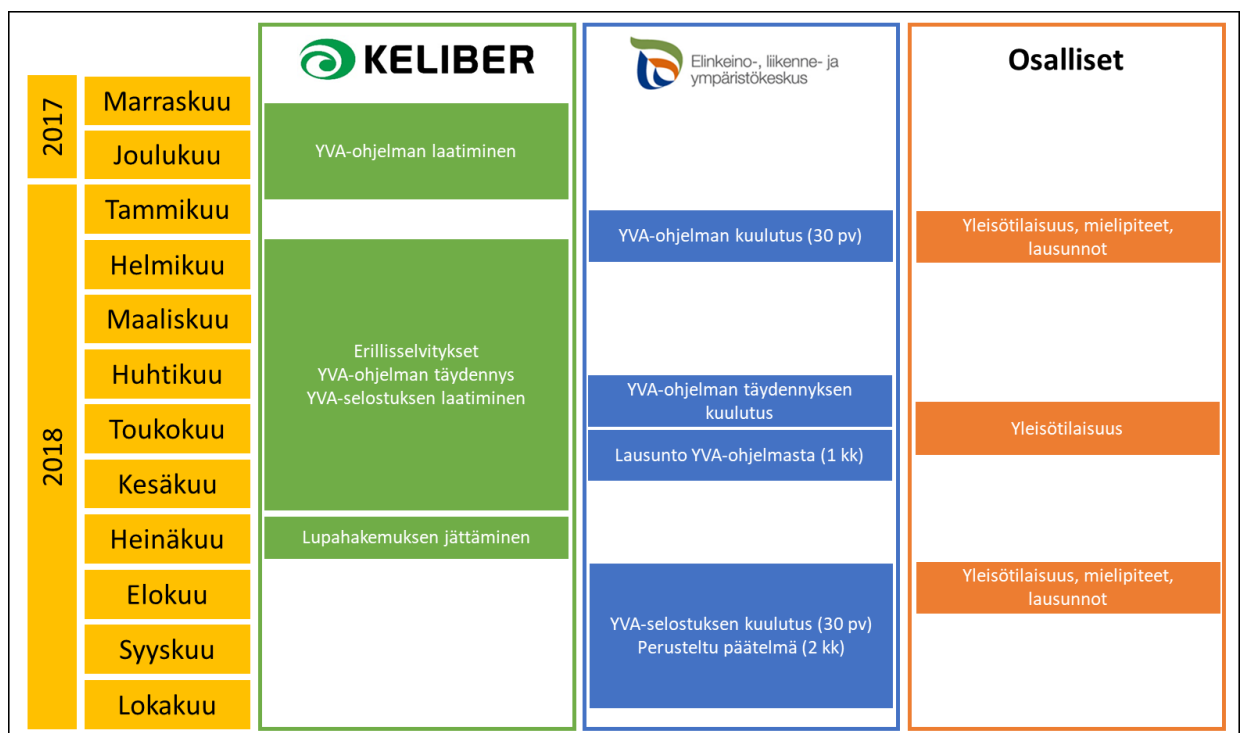 KELIBER
Elinkeino-, liikenne- ja
ympäristökeskus
Osalliset
2017
Marraskuu
Joulukuu
2018
Tammikuu
Helmikuu
Maaliskuu
Huhtikuu
Toukokuu
Kesäkuu
Heinäkuu
Elokuu
Syyskuu
Lokakuu
YVA-ohjelman laatiminen
Erillisselvitykset
YVA-ohjelman täydennys
YVA-selostuksen laatiminen
Lupahakemuksen jättäminen
YVA-ohjelman kuulutus (30 pv)
YVA-ohjelman täydennyksen
kuulutus
Lausunto YVA-ohjelmasta (1 kk)
YVA-selostuksen kuulutus (30 pv)
Perusteltu päätelmä (2 kk)
Yleisötilaisuus, mielipiteet,
lausunnot
Yleisötilaisuus
Yleisötilaisuus, mielipiteet,
lausunnot